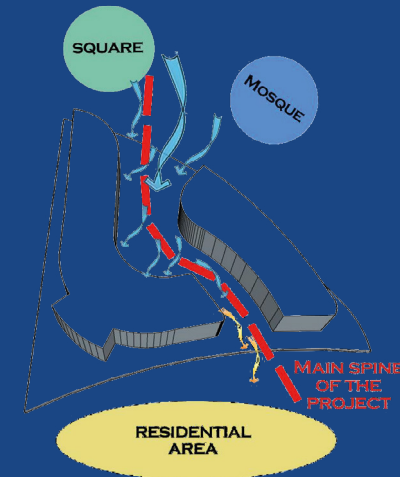 SQUARE
MOSQUE
MAIN SPINE
OF THE
PROJECT
RESIDENTIAL
AREA